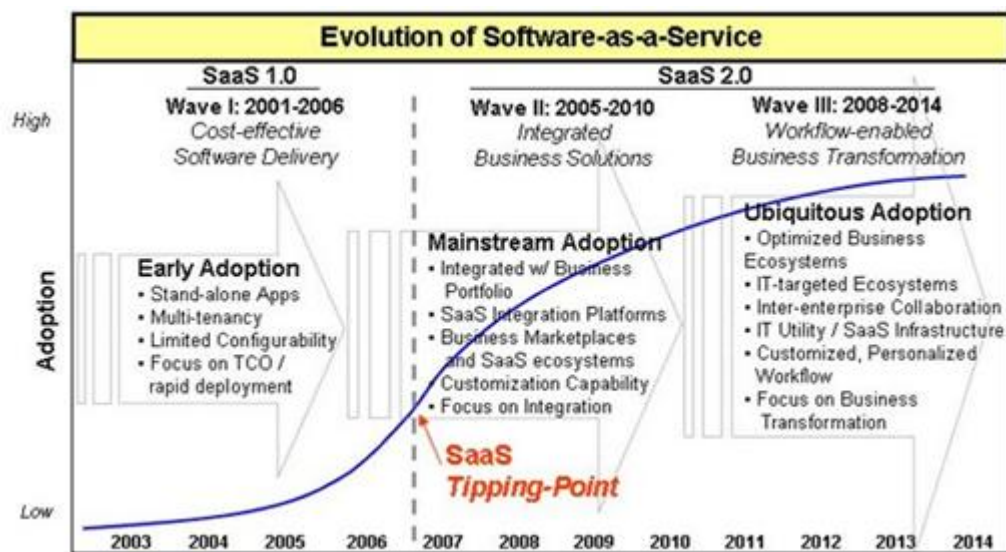 Evolution of Software-as-a-Service
SaaS 1.0
SaaS 2.0
Wave I: 2001-2006
Cost-effective
Software Delivery
Wave II: 2005-2010
Integrated
Business Solutions
Wave III: 2008-2014
Workflow-enabled
Business Transformation
High
Adoption
Low
Early Adoption
• Stand-alone Apps
• Multi-tenancy
• Limited Configurability
• Focus on TCO /
rapid deployment
Mainstream Adoption
• Integrated w/ Business
Portfolio
• SaaS Integration Platforms
• Business Marketplaces
and SaaS ecosystems
• Customization Capability
• Focus on Integration
Ubiquitous Adoption
• Optimized Business
Ecosystems
• IT-targeted Ecosystems
• Inter-enterprise Collaboration
• IT Utility / SaaS Infrastructure
• Customized, Personalized
Workflow
• Focus on Business
Transformation
SaaS
Tipping-Point
2003 2004 2005 2006 2007 2008 2009 2010 2011 2012 2013 2014